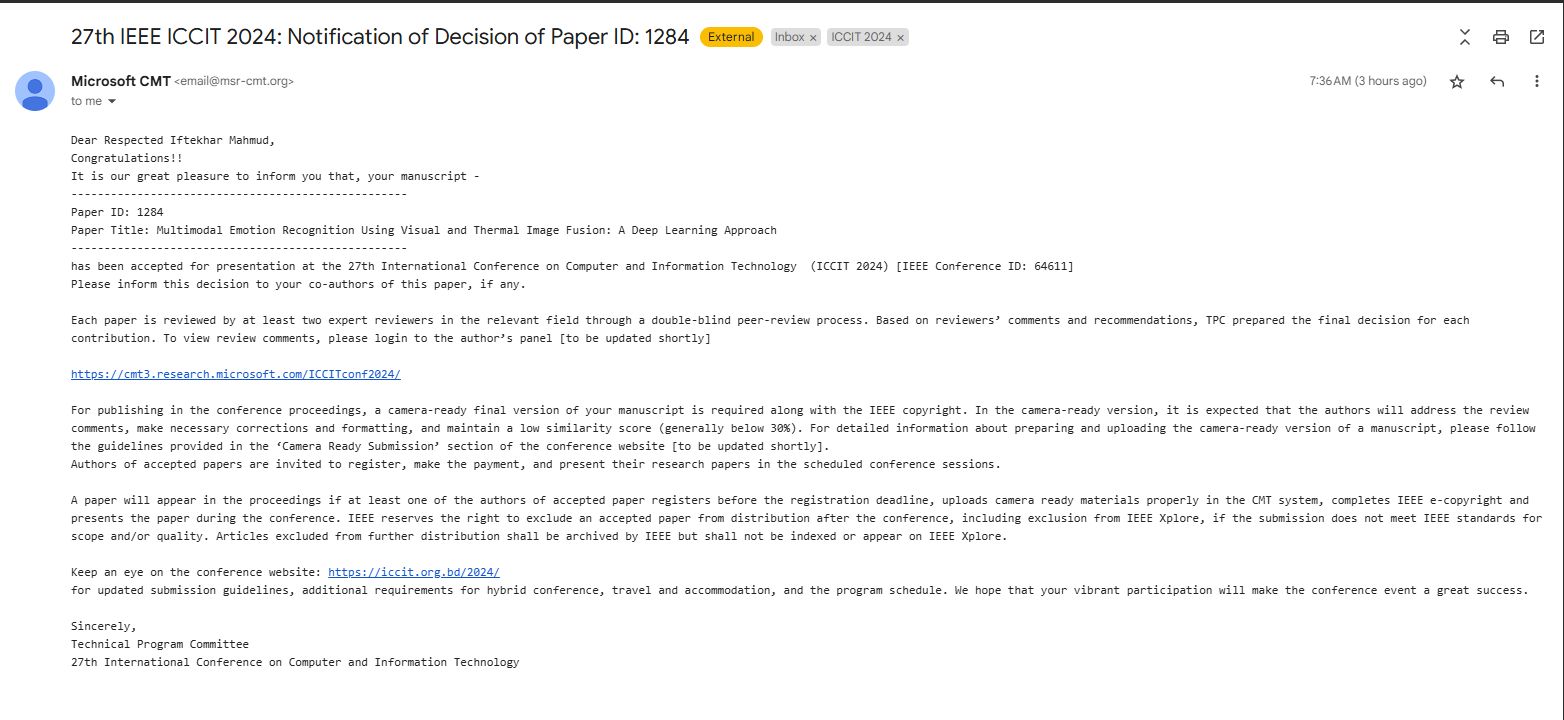 27th IEEE ICCIT 2024: Notification of Decision of Paper ID: 1284 External Inbox × ICCIT 2024 ×
Microsoft CMT <email@msr-cmt.org> 7:36 AM (3 hours ago)
to me
Dear Respected Iftekhar Mahmud,
Congratulations!!
It is our great pleasure to inform you that, your manuscript -
---------------------------------------------------
Paper ID: 1284
Paper Title: Multimodal Emotion Recognition Using Visual and Thermal Image Fusion: A Deep Learning Approach
---------------------------------------------------
has been accepted for presentation at the 27th International Conference on Computer and Information Technology  (ICCIT 2024) [IEEE Conference ID: 64611]
Please inform this decision to your co-authors of this paper, if any.
Each paper is reviewed by at least two expert reviewers in the relevant field through a double-blind peer-review process. Based on reviewers’ comments and recommendations, TPC prepared the final decision for each
contribution. To view review comments, please login to the author’s panel [to be updated shortly]
https://cmt3.research.microsoft.com/ICCITconf2024/
For publishing in the conference proceedings, a camera-ready final version of your manuscript is required along with the IEEE copyright. In the camera-ready version, it is expected that the authors will address the review
comments, make necessary corrections and formatting, and maintain a low similarity score (generally below 30%). For detailed information about preparing and uploading the camera-ready version of a manuscript, please follow
the guidelines provided in the ‘Camera Ready Submission’ section of the conference website [to be updated shortly].
Authors of accepted papers are invited to register, make the payment, and present their research papers in the scheduled conference sessions.
A paper will appear in the proceedings if at least one of the authors of accepted paper registers before the registration deadline, uploads camera ready materials properly in the CMT system, completes IEEE e-copyright and
presents the paper during the conference. IEEE reserves the right to exclude an accepted paper from distribution after the conference, including exclusion from IEEE Xplore, if the submission does not meet IEEE standards for
scope and/or quality. Articles excluded from further distribution shall be archived by IEEE but shall not be indexed or appear on IEEE Xplore.
Keep an eye on the conference website: https://iccit.org.bd/2024/
for updated submission guidelines, additional requirements for hybrid conference, travel and accommodation, and the program schedule. We hope that your vibrant participation will make the conference event a great success.
Sincerely,
Technical Program Committee
27th International Conference on Computer and Information Technology